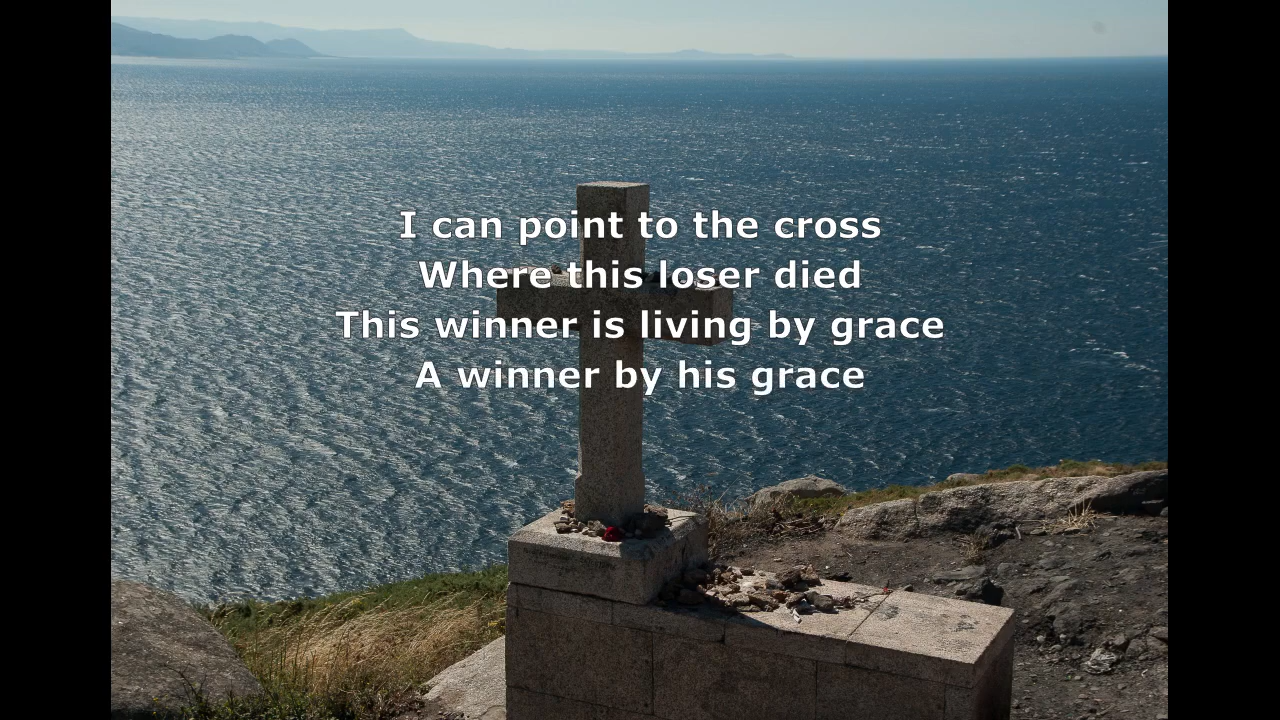 I can point to the cross
Where this loser died
This winner is living by grace
A winner by his grace